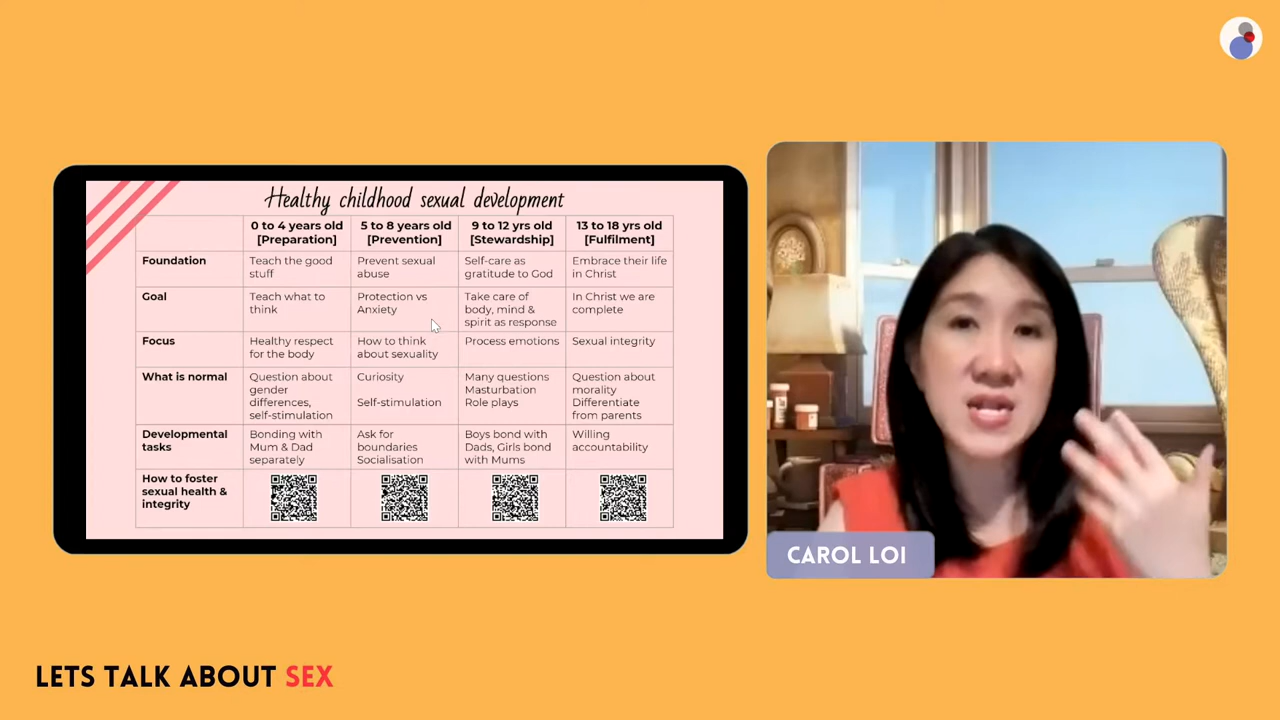 Healthy childhood sexual development
0 to 4 years old
[Preparation]
5 to 8 years old
[Prevention]
9 to 12 yrs old
[Stewardship]
13 to 18 yrs old
[Fulfilment]
Foundation
Teach the good
stuff
Prevent sexual
abuse
Self-care as
gratitude to God
Embrace their life
in Christ
Goal
Teach what to
think
Protection vs
Anxiety
Take care of
body, mind &
spirit as response
In Christ we are
complete
Focus
Healthy respect
for the body
How to think
about sexuality
Process emotions
Sexual integrity
What is normal
Question about
gender
differences,
self-stimulation
Curiosity
Self-stimulation
Many questions
Masturbation
Role plays
Question about
morality
Differentiate
from parents
Developmental
tasks
Bonding with
Mum & Dad
separately
Ask for
boundaries
Socialisation
Boys bond with
Dads, Girls bond
with Mums
Willing
accountability
How to foster
sexual health &
integrity
CAROL LOI
LETS TALK ABOUT SEX